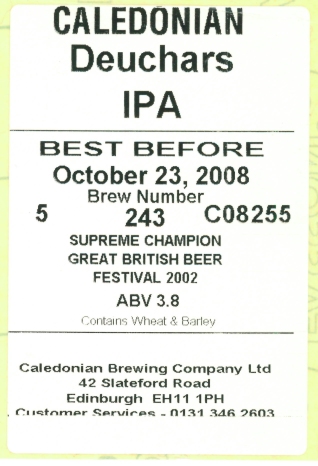 CALEDONIAN
Deuchars
IPA
BEST BEFORE
October 23, 2008
Brew Number
5 243 C08255
SUPREME CHAMPION
GREAT BRITISH BEER
FESTIVAL 2002
ABV 3.8
Contains Wheat & Barley
Caledonian Brewing Company Ltd
42 Slateford Road
Edinburgh EH11 1PH
Customer Services - 0131 346 2603